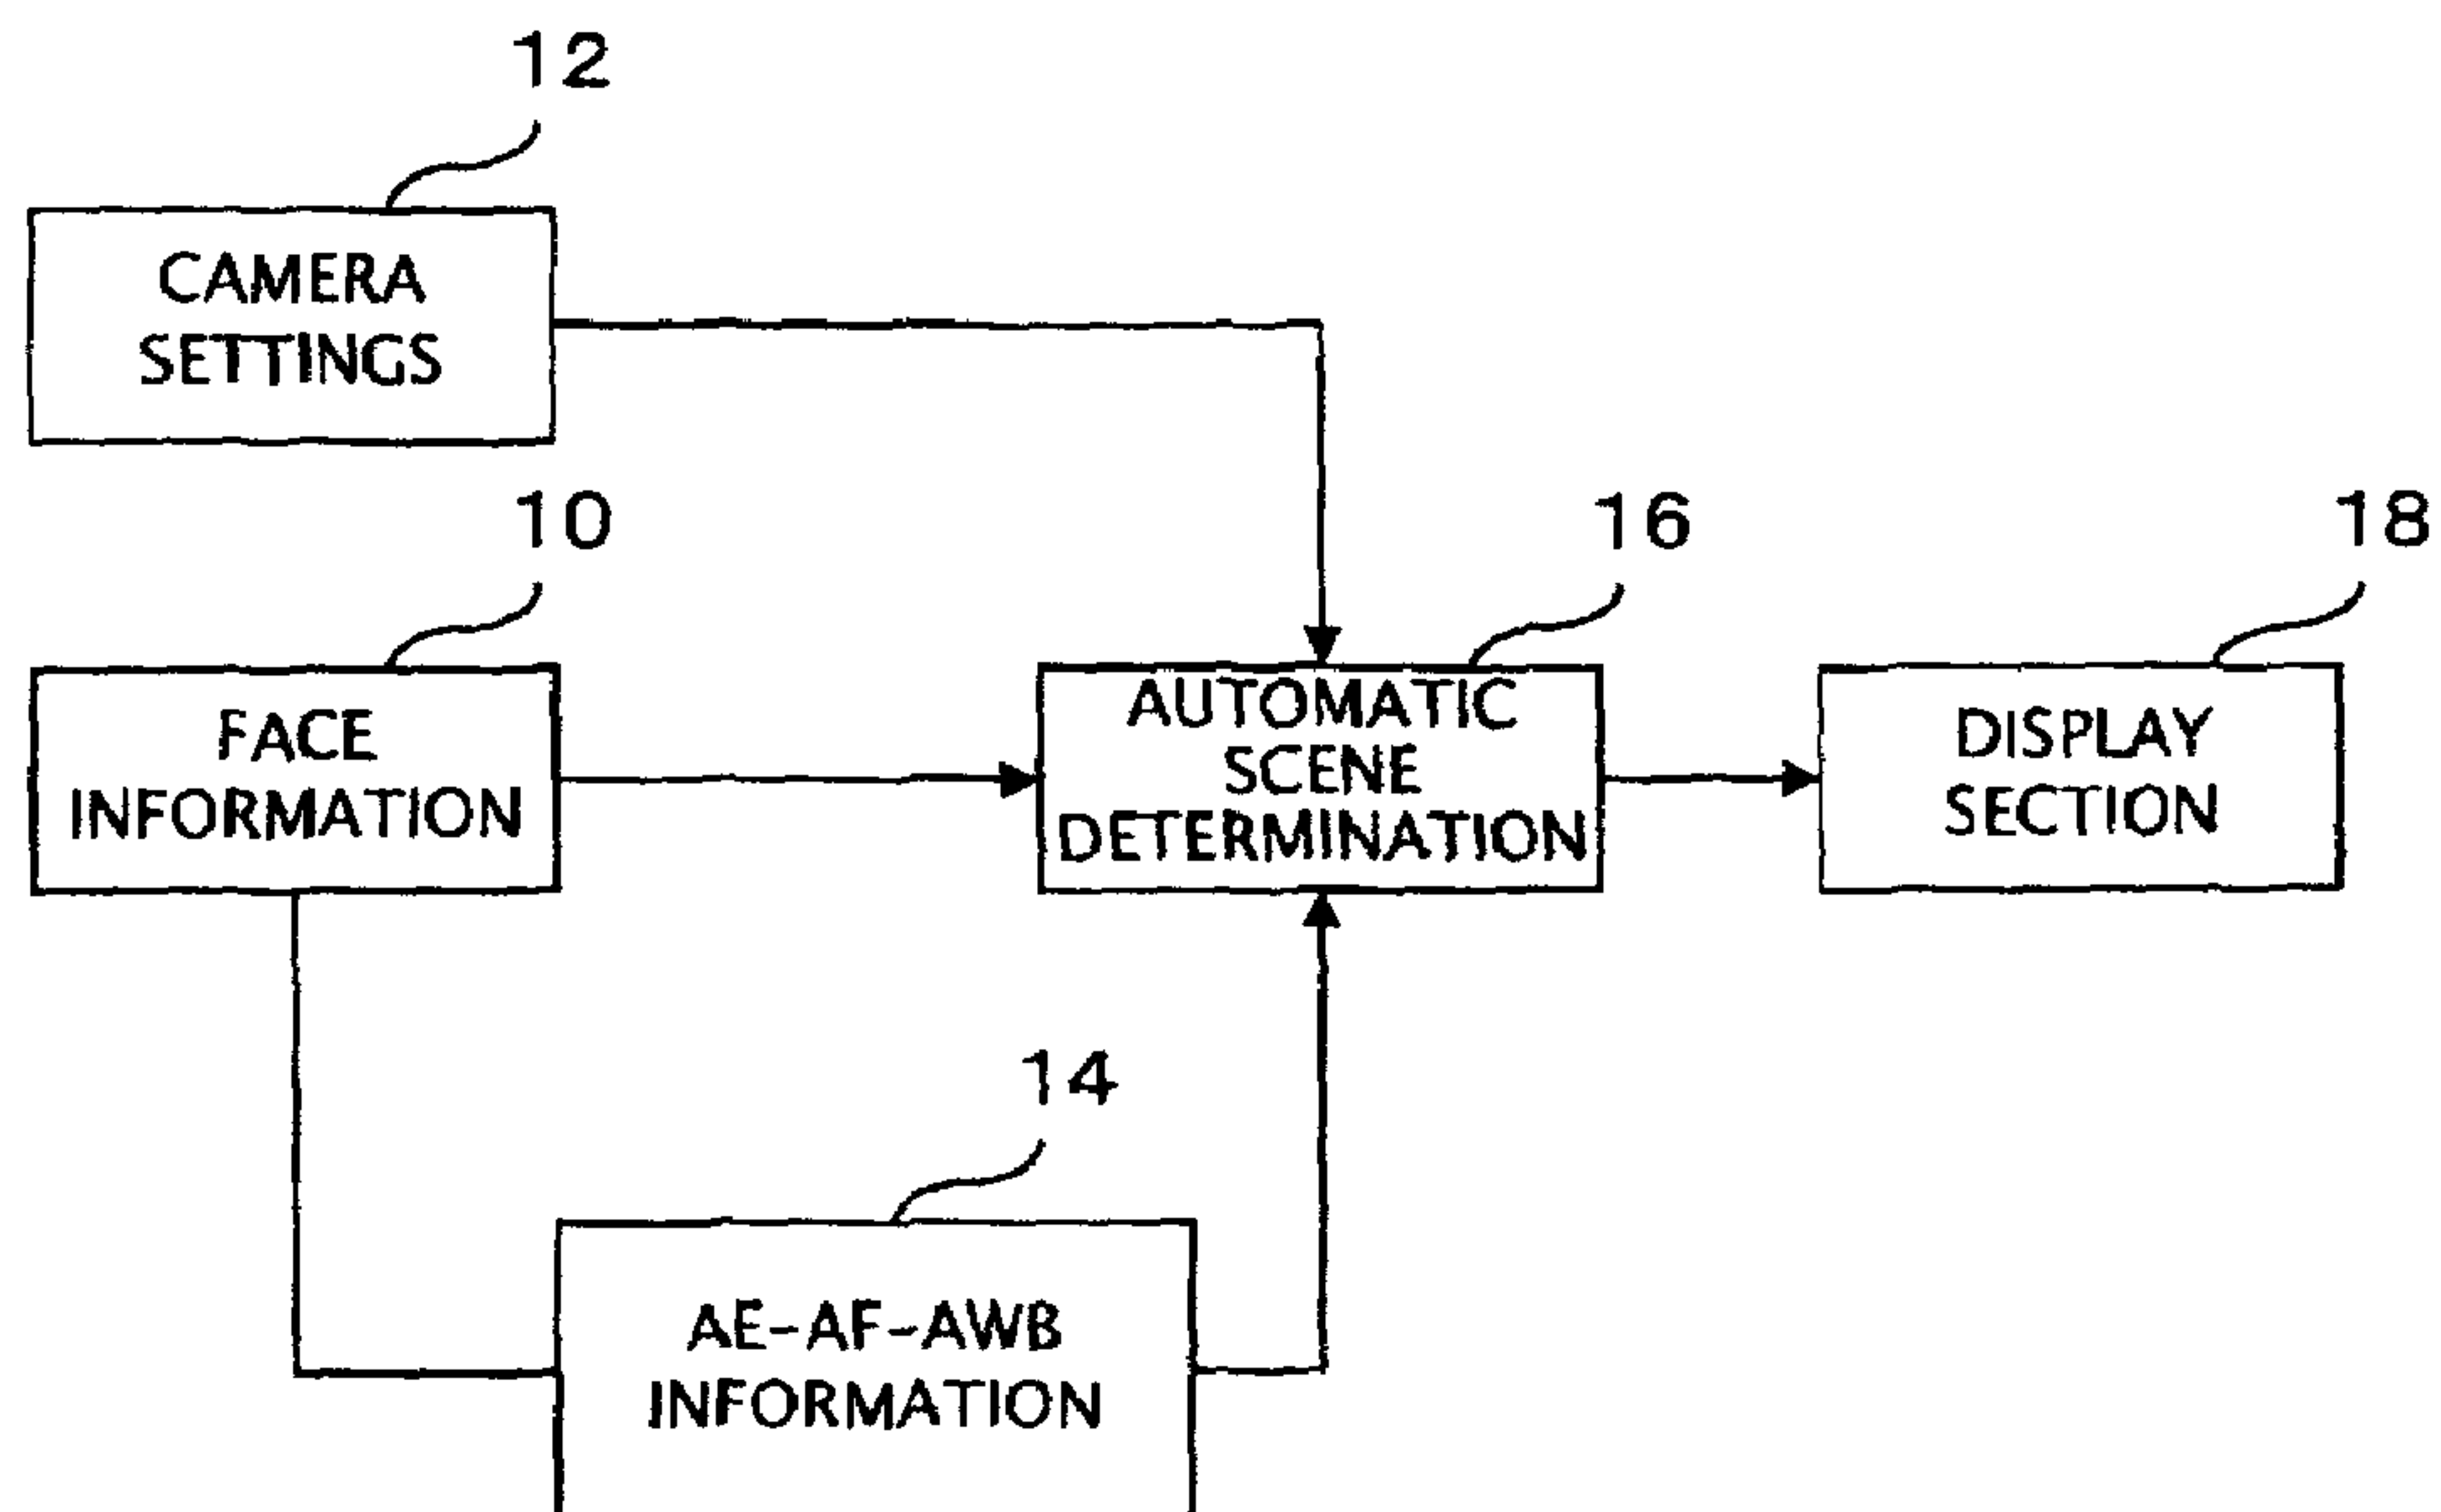 12
CAMERA
SETTINGS
10
16
18
FACE
INFORMATION
AUTOMATIC
SCENE
DETERMINATION
DISPLAY
SECTION
14
AE-AF-AWB
INFORMATION